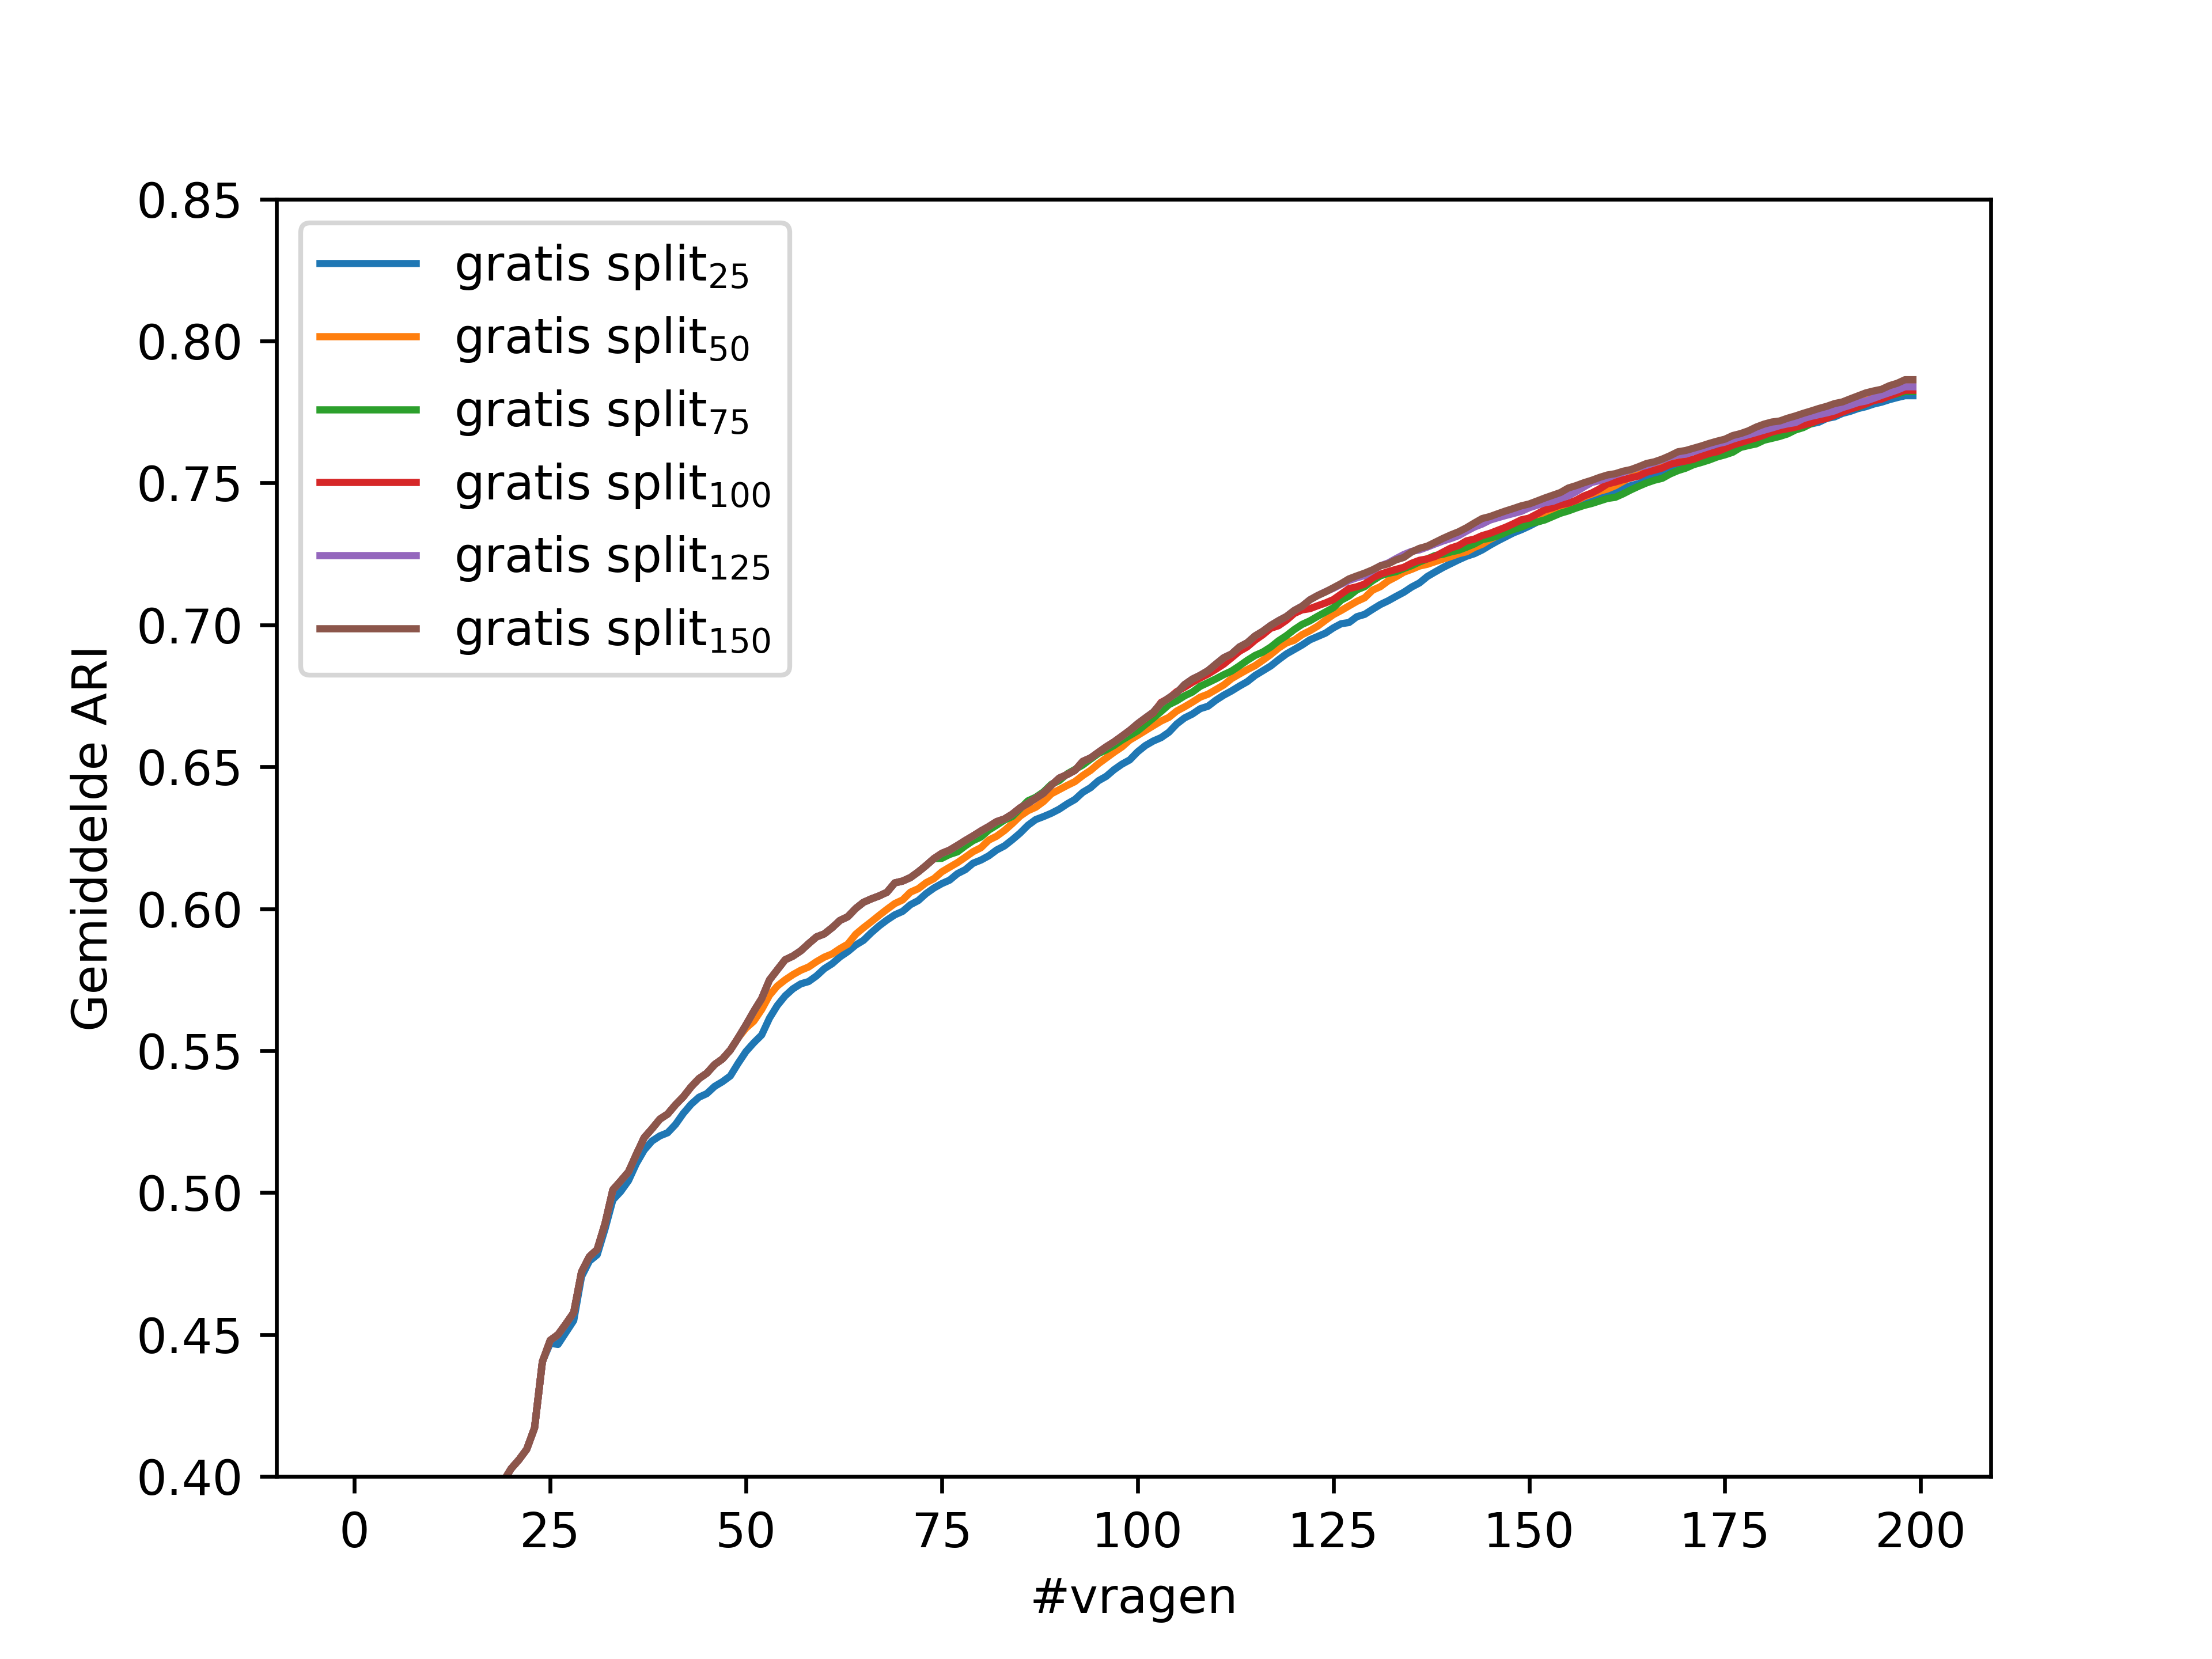 0.85
0.80
0.75
0.70
0.65
0.60
0.55
0.50
0.45
0.40
Gemiddelde ARI
gratis split₂₅
gratis split₅₀
gratis split₇₅
gratis split₁₀₀
gratis split₁₂₅
gratis split₁₅₀
0 25 50 75 100 125 150 175 200
#vragen